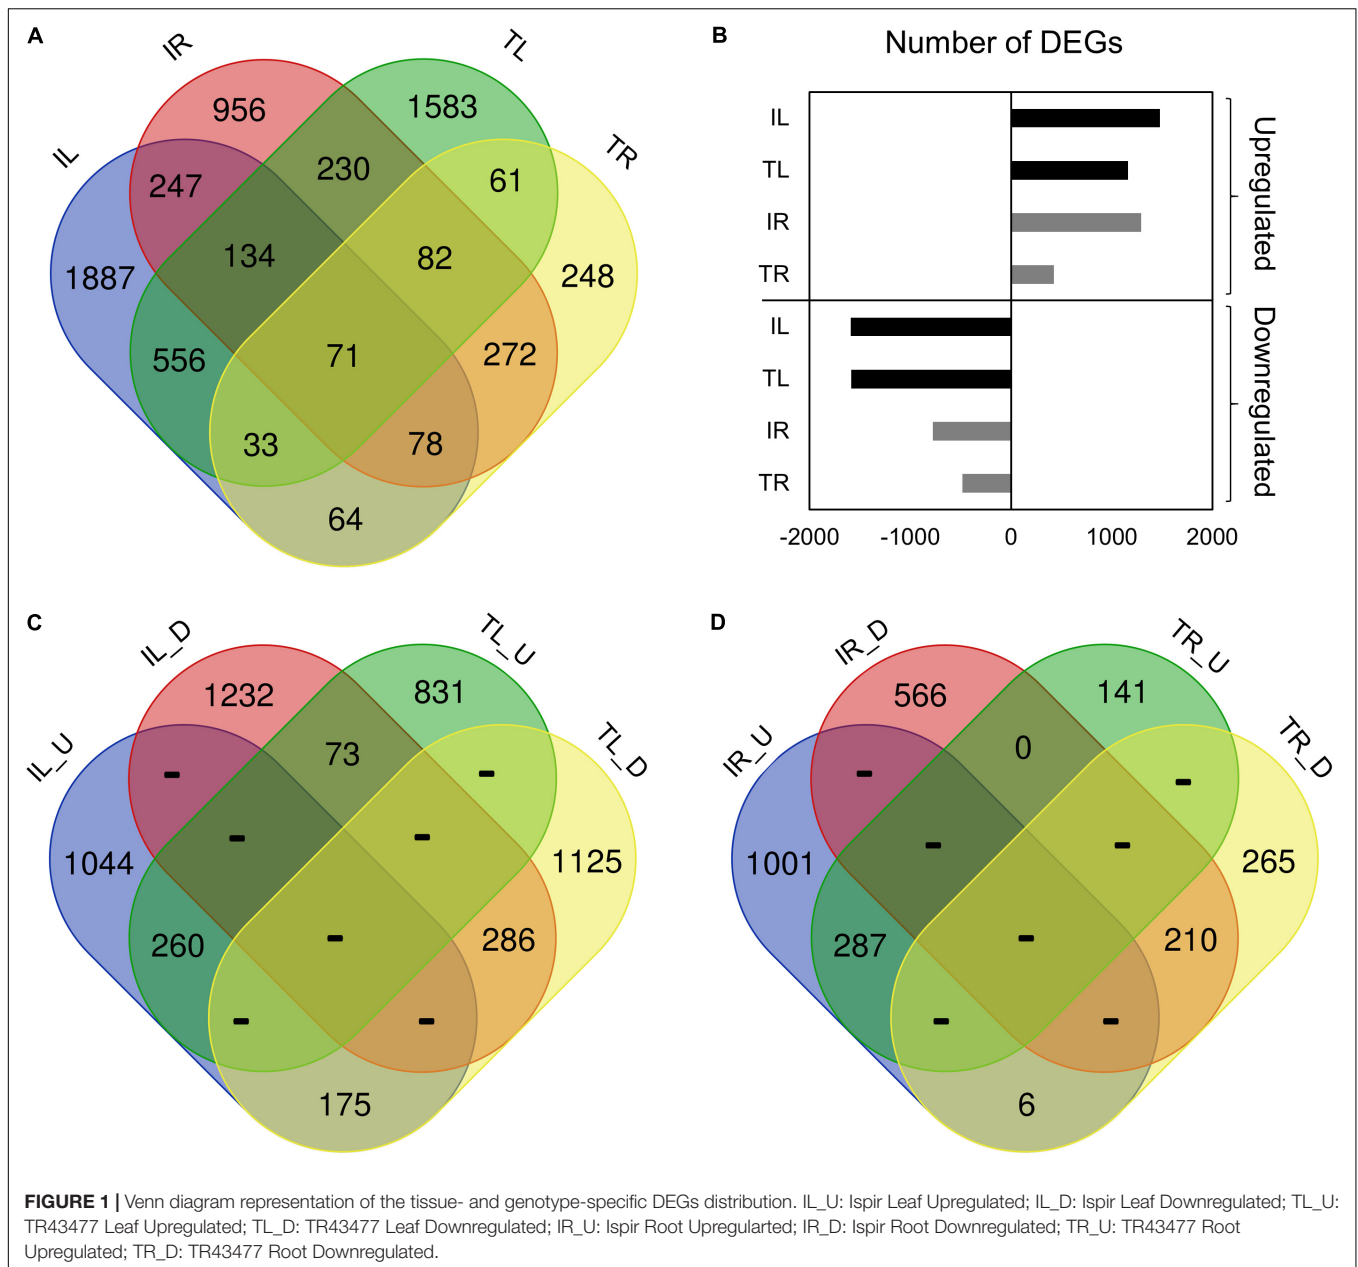 A
IR
TL
IL
TR
956
1583
247
230
61
1887
134
82
248
556
71
272
33
78
64
B
Number of DEGs
IL
TL
IR
TR
Upregulated
IL
TL
IR
TR
Downregulated
-2000 -1000 0 1000 2000
C
IL_D
TL_U
IL_U
TL_D
1232
831
73
-
-
-
-
1044
1125
260
-
286
-
-
175
D
IR_D
TR_U
IR_U
TR_D
566
141
0
-
-
-
-
1001
265
287
-
210
-
-
6
FIGURE 1 | Venn diagram representation of the tissue- and genotype-specific DEGs distribution. IL_U: Ispir Leaf Upregulated; IL_D: Ispir Leaf Downregulated; TL_U:
TR43477 Leaf Upregulated; TL_D: TR43477 Leaf Downregulated; IR_U: Ispir Root Upregularted; IR_D: Ispir Root Downregulated; TR_U: TR43477 Root
Upregulated; TR_D: TR43477 Root Downregulated.